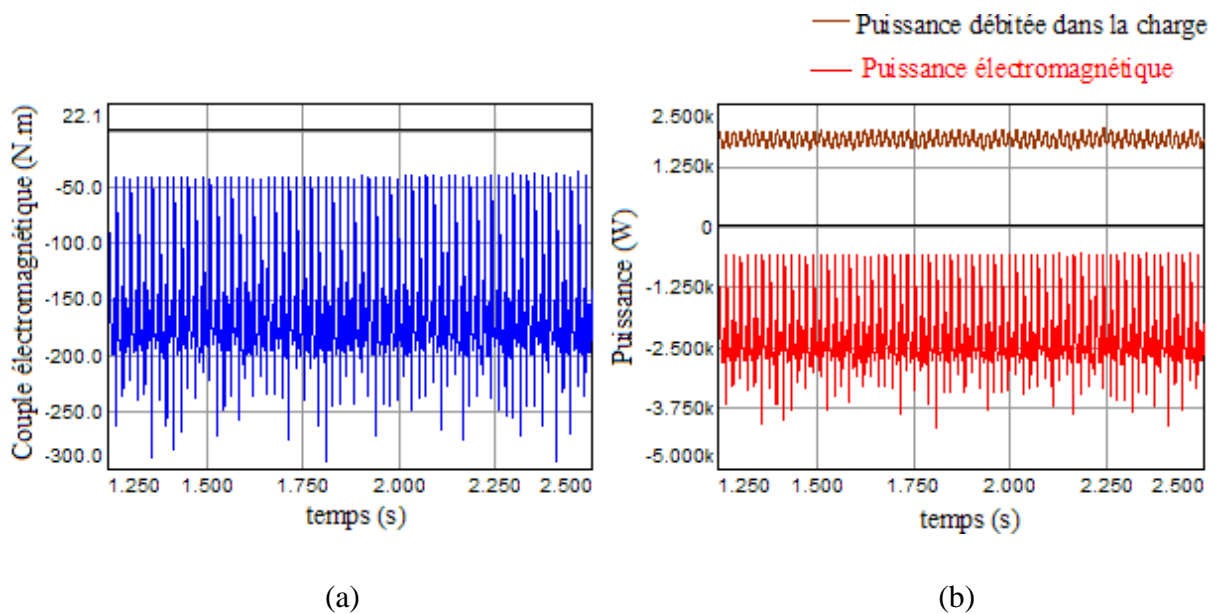 Puissance débitée dans la charge
Puissance électromagnétique
Couple élegnétique (N.m)
22.1
-50.0
-100.0
-150.0
-200.0
-250.0
-300.0
1.250 1.500 1.750 2.000 2.250 2.500
temps (s)
(a)
Puissance (W)
2.500k
1.250k
0
-1.250k
-2.500k
-3.750k
-5.000k
1.250 1.500 1.750 2.000 2.250 2.500
temps (s)
(b)